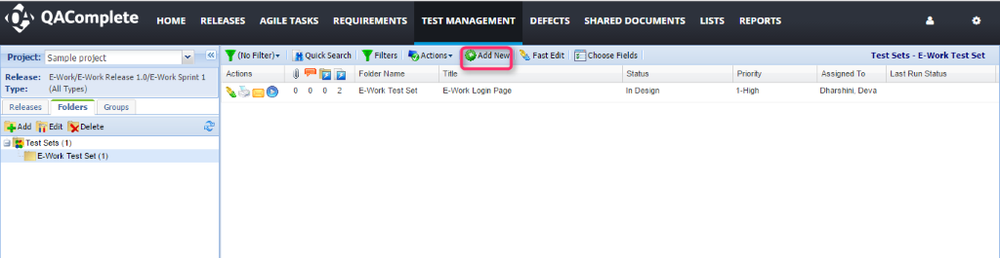 QAComplete HOME RELEASES AGILE TASKS REQUIREMENTS TEST MANAGEMENT DEFECTS SHARED DOCUMENTS LISTS REPORTS
Project: Sample project
Release: E-Work/E-Work Release 1.0/E-Work Sprint 1
Type: (All Types)
Releases Folders Groups
Add Edit Delete
Test Sets (1)
E-Work Test Set (1)
(No Filter) Quick Search Filters Actions Add New Fast Edit Choose Fields Test Sets - E-Work Test Set
Actions Folder Name Title Status Priority Assigned To Last Run Status
0 0 0 2 E-Work Test Set E-Work Login Page In Design 1-High Dharshini, Deva